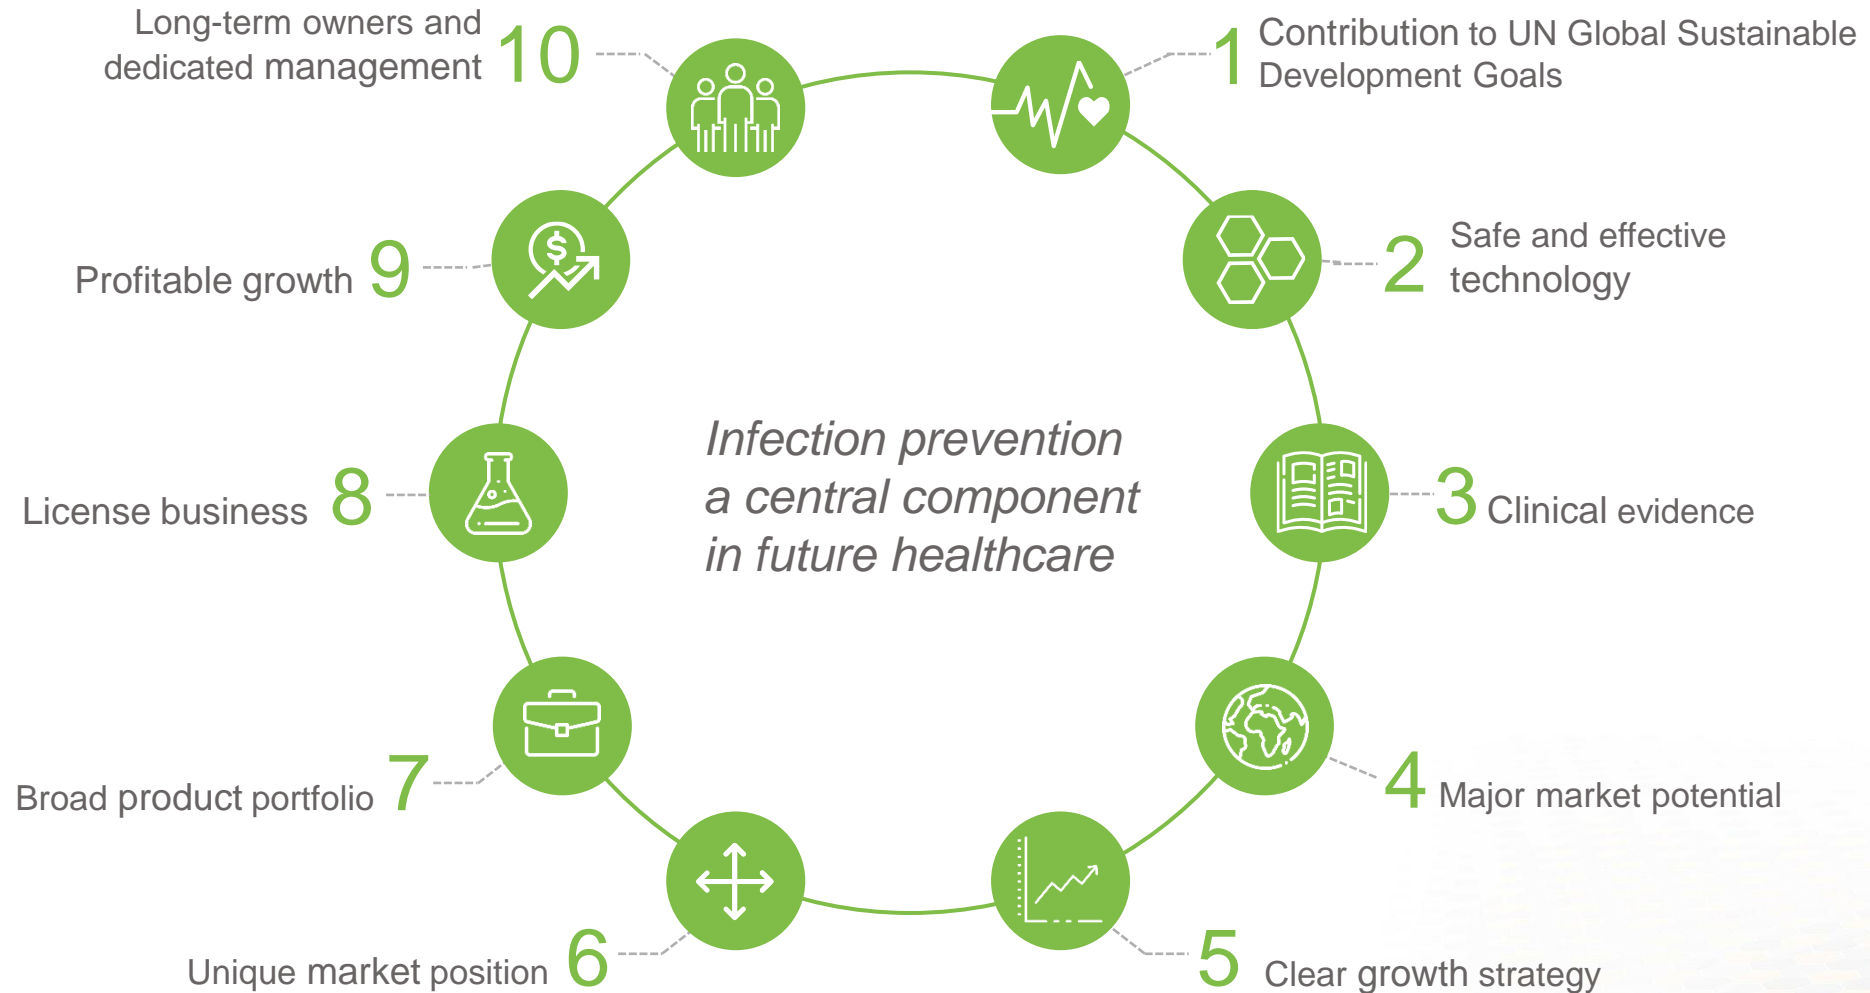 Long-term owners and
dedicated management
10
1
Contribution to UN Global Sustainable
Development Goals
2
Safe and effective
technology
3
Clinical evidence
4
Major market potential
5
Clear growth strategy
6
Unique market position
7
Broad product portfolio
8
License business
9
Profitable growth
$
Infection prevention
a central component
in future healthcare